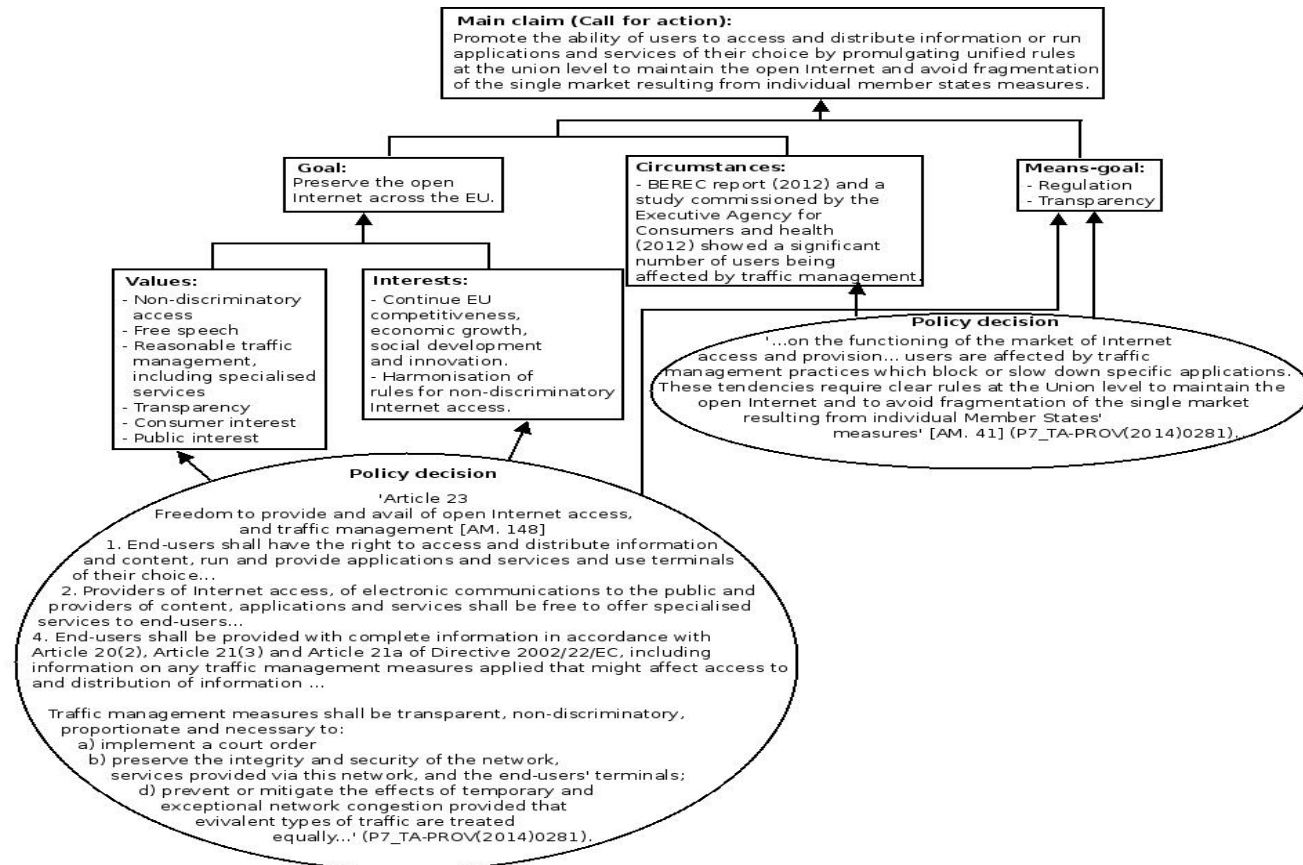 Main claim (Call for action):
Promote the ability of users to access and distribute information or run
applications and services of their choice by promulgating unified rules
at the union level to maintain the open Internet and avoid fragmentation
of the single market resulting from individual member states measures.
Goal:
Preserve the open
Internet across the EU.
Circumstances:
- BEREC report (2012) and a
study commissioned by the
Executive Agency for
Consumers and health
(2012) showed a significant
number of users being
affected by traffic management.
Means-goal:
- Regulation
- Transparency
Values:
- Non-discriminatory
access
- Free speech
- Reasonable traffic
management,
including specialised
services
- Transparency
- Consumer interest
- Public interest
Interests:
- Continue EU
competitiveness,
economic growth,
social development
and innovation.
- Harmonisation of
rules for non-discriminatory
Internet access.
Policy decision
'...on the functioning of the market of Internet
access and provision... users are affected by traffic
management practices which block or slow down specific applications.
These tendencies require clear rules at the Union level to maintain the
open Internet and to avoid fragmentation of the single market
resulting from individual Member States'
measures' [AM. 41] (P7_TA-PROV(2014)0281).
Policy decision
'Article 23
Freedom to provide and avail of open Internet access,
and traffic management [AM. 148]
1. End-users shall have the right to access and distribute information
and content, run and provide applications and services and use terminals
of their choice...
2. Providers of Internet access, of electronic communications to the public and
providers of content, applications and services shall be free to offer specialised
services to end-users...
4. End-users shall be provided with complete information in accordance with
Article 20(2), Article 21(3) and Article 21a of Directive 2002/22/EC, including
information on any traffic management measures applied that might affect access to
and distribution of information ...
Traffic management measures shall be transparent, non-discriminatory,
proportionate and necessary to:
a) implement a court order
b) preserve the integrity and security of the network,
services provided via this network, and the end-users' terminals;
d) prevent or mitigate the effects of temporary and
exceptional network congestion provided that
evivalent types of traffic are treated
equally...' (P7_TA-PROV(2014)0281).